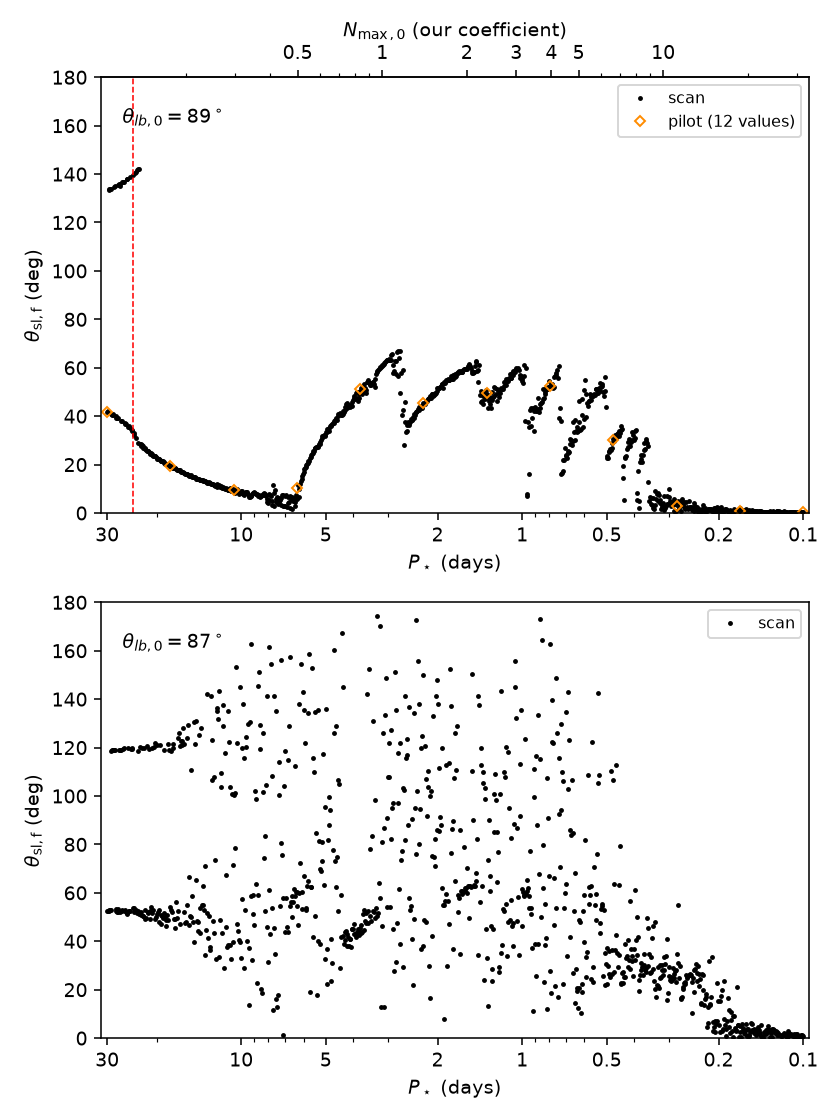 N_max,0 (our coefficient)
0.5 1 2 3 4 5 10
180
160
140
120
100
80
60
40
20
0
θ_lb,0 = 89°
scan
pilot (12 values)
θ_sl,f (deg)
30 10 5 2 1 0.5 0.2 0.1
P⋆ (days)
180
160
140
120
100
80
60
40
20
0
θ_lb,0 = 87°
scan
θ_sl,f (deg)
30 10 5 2 1 0.5 0.2 0.1
P⋆ (days)